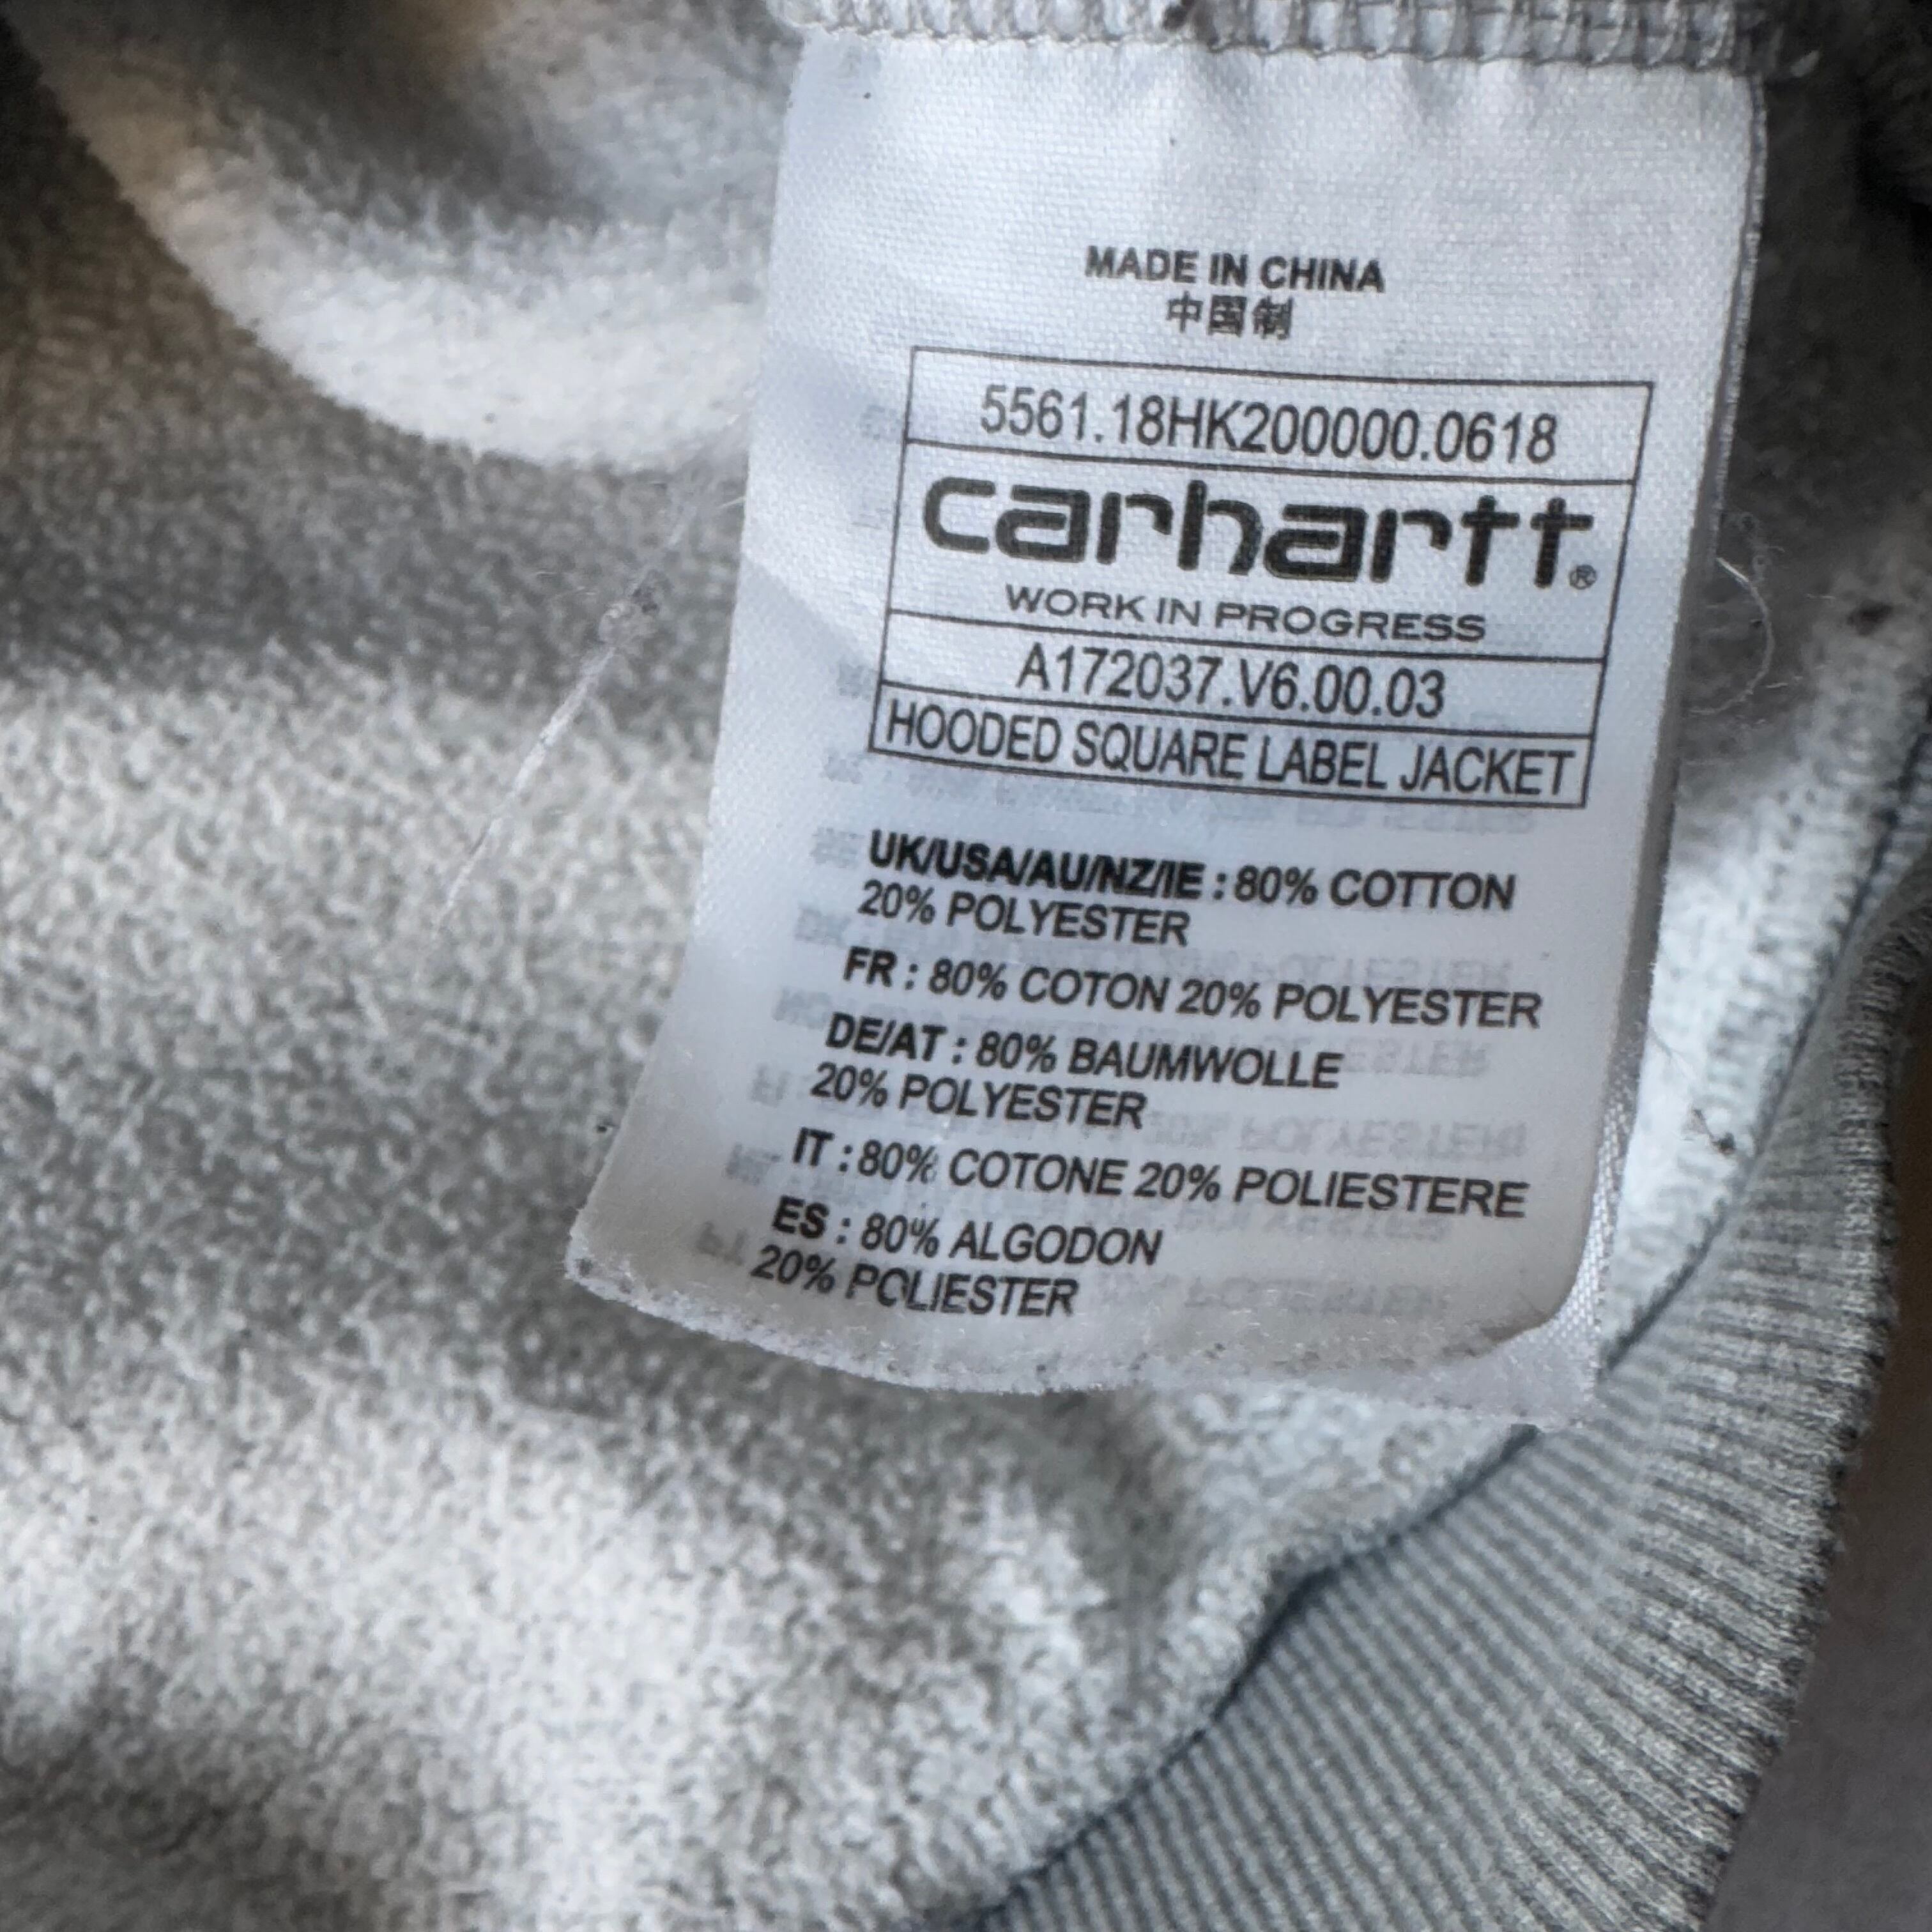 MADE IN CHINA
中国制
5561.18HK200000.0618
carhartt®
WORK IN PROGRESS
A172037.V6.00.03
HOODED SQUARE LABEL JACKET
UK/USA/AU/NZ/IE : 80% COTTON
20% POLYESTER
FR : 80% COTON 20% POLYESTER
DE/AT : 80% BAUMWOLLE
20% POLYESTER
IT : 80% COTONE 20% POLIESTERE
ES : 80% ALGODON
20% POLIESTER